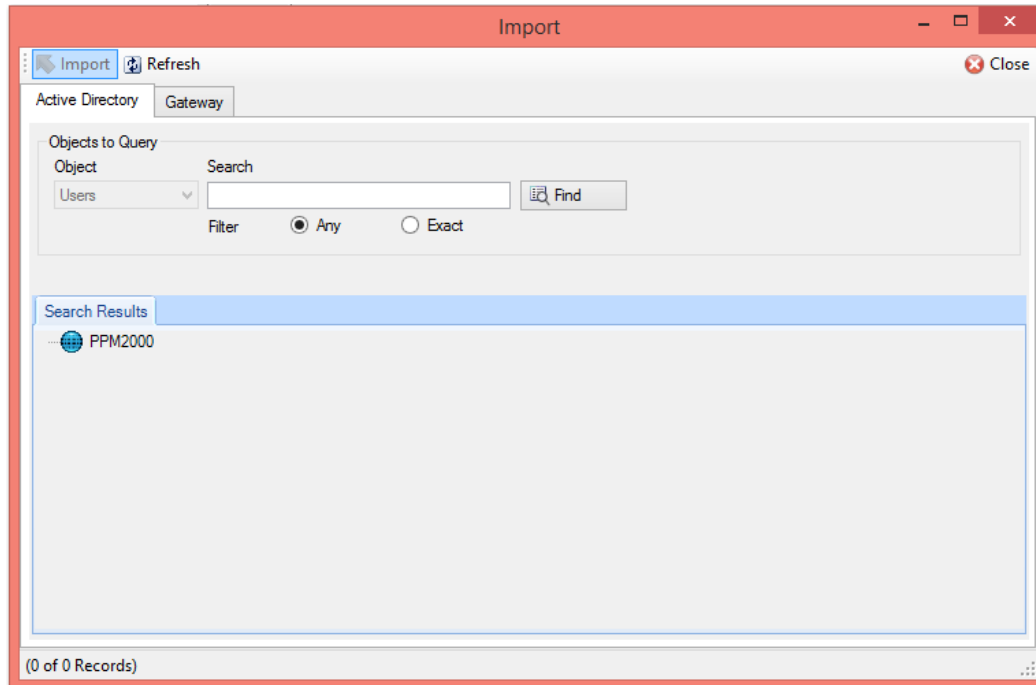 Import
Import Refresh Close
Active Directory Gateway
Objects to Query
Object Search
Users Find
Filter Any Exact
Search Results
PPM2000
(0 of 0 Records)